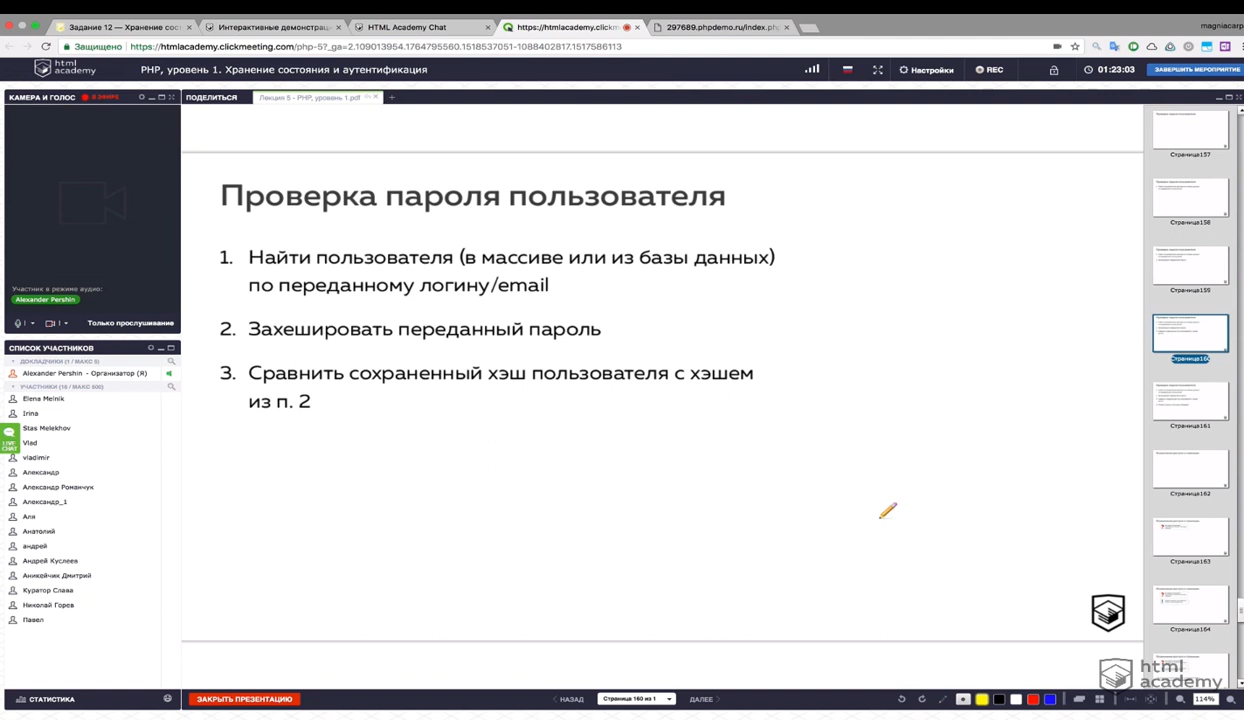 Задание 12 — Хранение сост
Интерактивные демонстрац
HTML Academy Chat
https://htmlacademy.clickm
297689.phpdemo.ru/index.ph
magniacarp
Защищено
https://htmlacademy.clickmeeting.com/php-5?_ga=2.109013954.1764795560.1518537051-1088402817.1517586113
html
academy
PHP, уровень 1. Хранение состояния и аутентификация
Настройки
REC
01:23:03
ЗАВЕРШИТЬ МЕРОПРИЯТИЕ
КАМЕРА И ГОЛОС
В ЭФИРЕ
ПОДЕЛИТЬСЯ
Лекция 5 - PHP, уровень 1.pdf
Участник в режиме аудио:
Alexander Pershin
Только прослушивание
СПИСОК УЧАСТНИКОВ
ДОКЛАДЧИКИ (1 / МАКС 5)
Alexander Pershin - Организатор (Я)
УЧАСТНИКИ (16 / МАКС 500)
Elena Melnik
Irina
Stas Melekhov
Vlad
vladimir
Александр
Александр Романчук
Александр_1
Аля
Анатолий
андрей
Андрей Куслеев
Аникейчик Дмитрий
Куратор Слава
Николай Горев
Павел
LIVE
CHAT
Проверка пароля пользователя
1. Найти пользователя (в массиве или из базы данных)
по переданному логину/email
2. Захешировать переданный пароль
3. Сравнить сохраненный хэш пользователя с хэшем
из п. 2
Страница157
Страница158
Страница159
Страница160
Страница161
Страница162
Страница163
Страница164
html
academy
СТАТИСТИКА
ЗАКРЫТЬ ПРЕЗЕНТАЦИЮ
НАЗАД
Страница 160 из 1
ДАЛЕЕ
114%